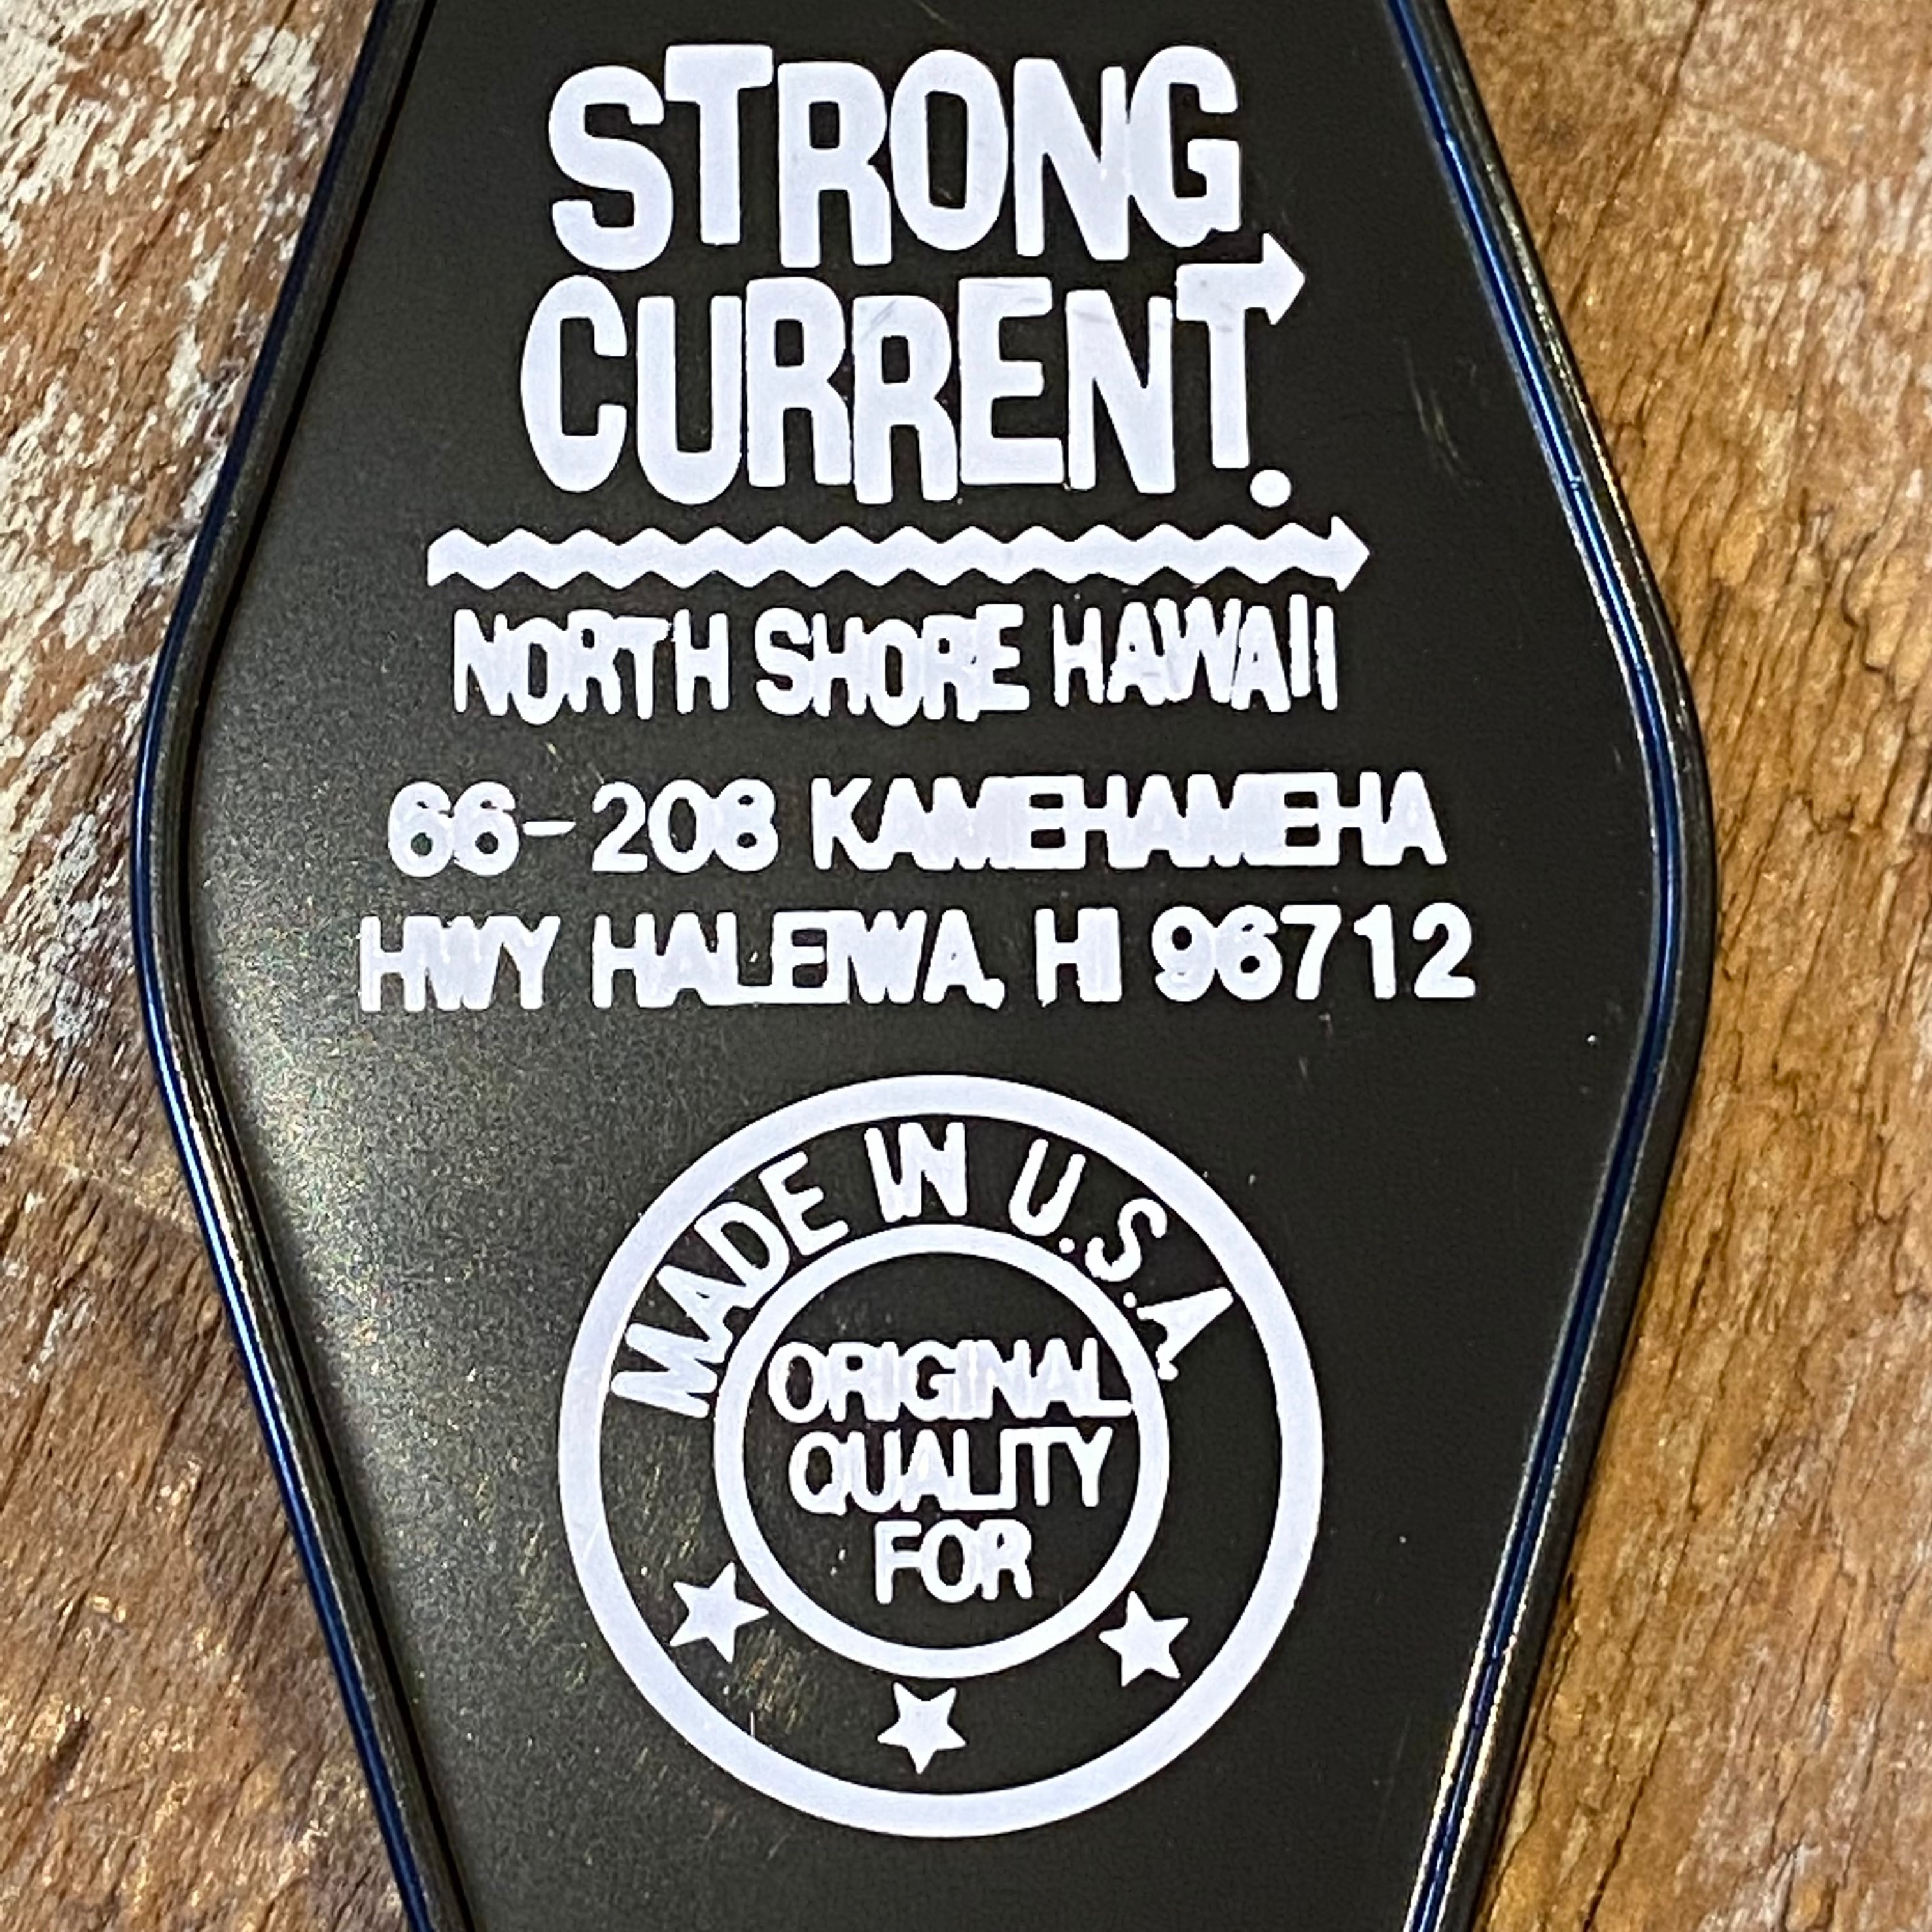 STRONG
CURRENT.
NORTH SHORE HAWAII
66-208 KAMEHAMEHA
HWY HALEIWA, HI 96712
MADE IN U.S.A.
ORIGINAL
QUALITY
FOR